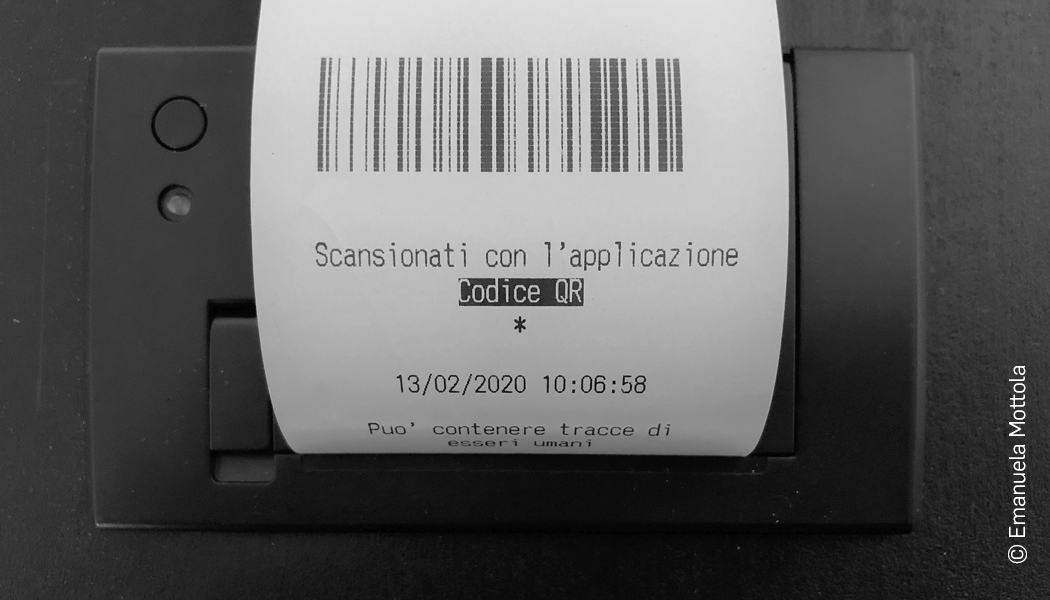 Scansionati con l'applicazione
Codice QR
*
13/02/2020 10:06:58
Puo' contenere tracce di
esseri umani
© Emanuela Mottola